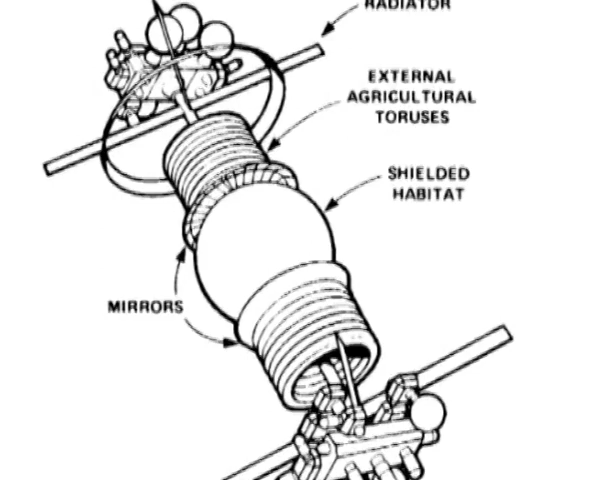 RADIATOR
EXTERNAL
AGRICULTURAL
TORUSES
SHIELDED
HABITAT
MIRRORS